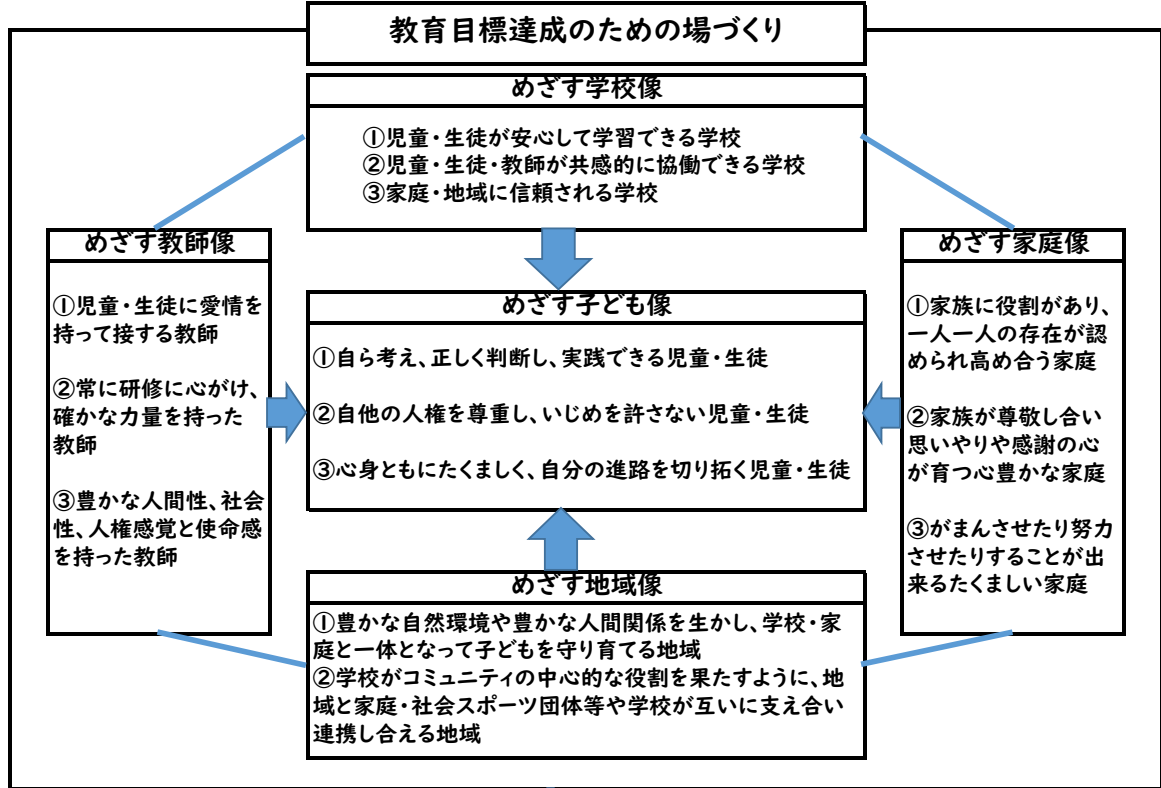 教育目標達成のための場づくり
めざす学校像
①児童・生徒が安心して学習できる学校
②児童・生徒・教師が共感的に協働できる学校
③家庭・地域に信頼される学校
めざす教師像
①児童・生徒に愛情を
持って接する教師
②常に研修に心がけ、
確かな力量を持った
教師
③豊かな人間性、社会
性、人権感覚と使命感
を持った教師
めざす子ども像
①自ら考え、正しく判断し、実践できる児童・生徒
②自他の人権を尊重し、いじめを許さない児童・生徒
③心身ともにたくましく、自分の進路を切り拓く児童・生徒
めざす家庭像
①家族に役割があり、
一人一人の存在が認
められ高め合う家庭
②家族が尊敬し合い
思いやりや感謝の心
が育つ心豊かな家庭
③がまんさせたり努力
させたりすることが出
来るたくましい家庭
めざす地域像
①豊かな自然環境や豊かな人間関係を生かし、学校・家
庭と一体となって子どもを守り育てる地域
②学校がコミュニティの中心的な役割を果たすように、地
域と家庭・社会スポーツ団体等や学校が互いに支え合い
連携し合える地域